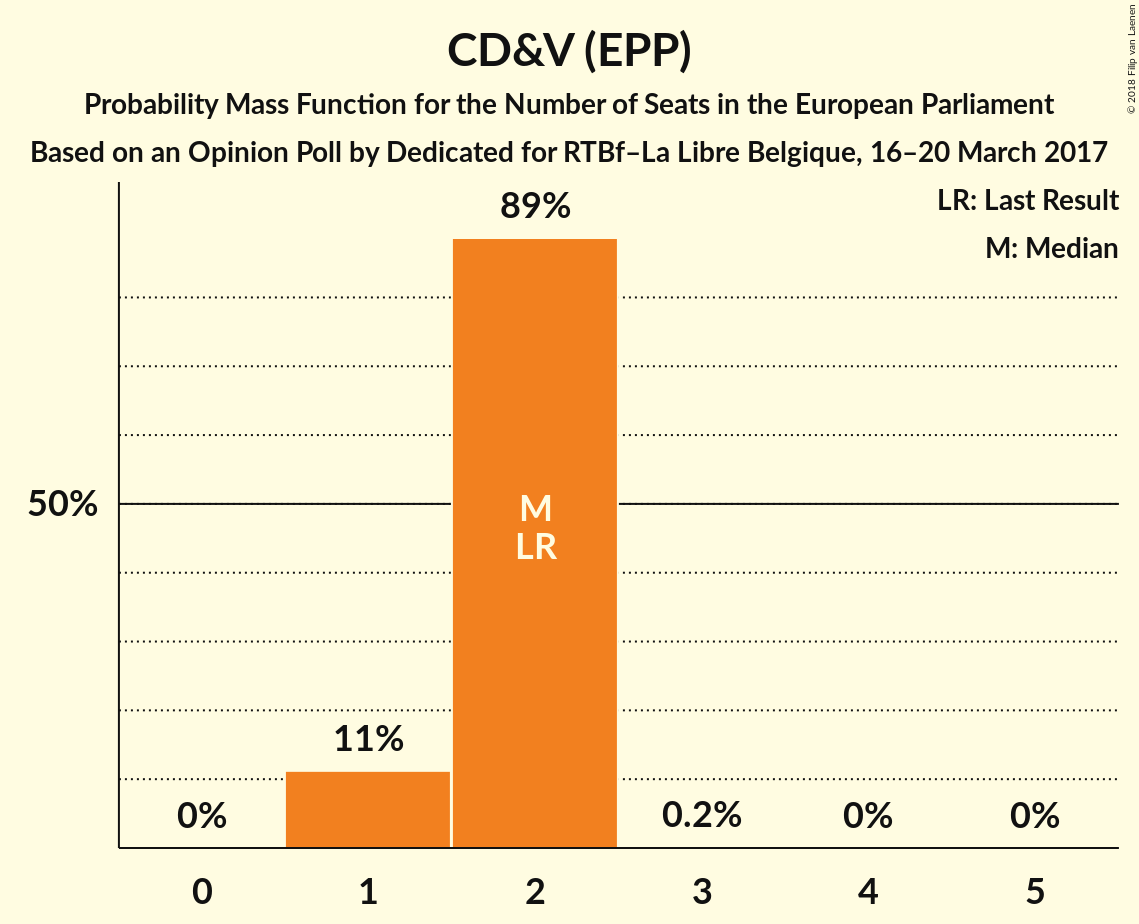 CD&V (EPP)
Probability Mass Function for the Number of Seats in the European Parliament
Based on an Opinion Poll by Dedicated for RTBf–La Libre Belgique, 16–20 March 2017
© 2018 Filip van Laenen
LR: Last Result
M: Median
89%
50%
M
LR
11%
0%
0.2%
0%
0%
0
1
2
3
4
5